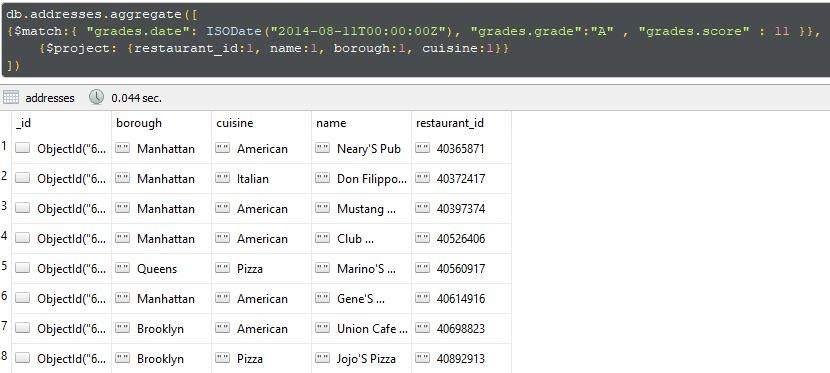 db.addresses.aggregate([
{$match:{ "grades.date": ISODate("2014-08-11T00:00:00Z"), "grades.grade":"A" , "grades.score" : 11 }},
{$project: {restaurant_id:1, name:1, borough:1, cuisine:1}}
])
addresses 0.044 sec.
_id borough cuisine name restaurant_id
1 ObjectId("6... "" Manhattan "" American "" Neary'S Pub "" 40365871
2 ObjectId("6... "" Manhattan "" Italian "" Don Filippo... "" 40372417
3 ObjectId("6... "" Manhattan "" American "" Mustang ... "" 40397374
4 ObjectId("6... "" Manhattan "" American "" Club ... "" 40526406
5 ObjectId("6... "" Queens "" Pizza "" Marino'S ... "" 40560917
6 ObjectId("6... "" Manhattan "" American "" Gene'S ... "" 40614916
7 ObjectId("6... "" Brooklyn "" American "" Union Cafe ... "" 40698823
8 ObjectId("6... "" Brooklyn "" Pizza "" Jojo'S Pizza "" 40892913